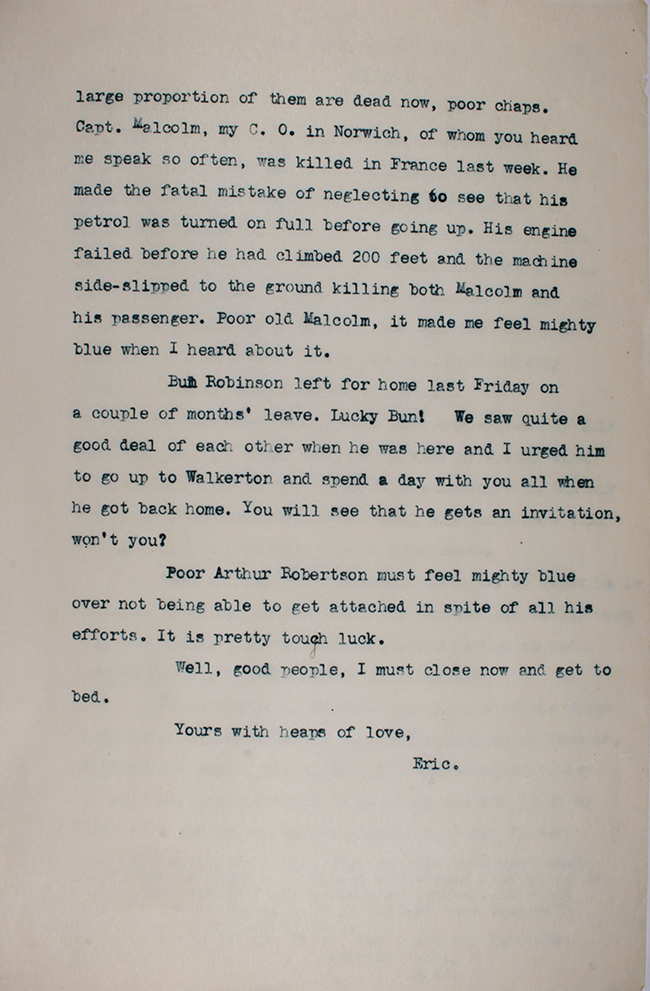 large proportion of them are dead now, poor chaps.
Capt. Malcolm, my C. O. in Norwich, of whom you heard
me speak so often, was killed in France last week. He
made the fatal mistake of neglecting to see that his
petrol was turned on full before going up. His engine
failed before he had climbed 200 feet and the machine
side-slipped to the ground killing both Malcolm and
his passenger. Poor old Malcolm, it made me feel mighty
blue when I heard about it.
Bun Robinson left for home last Friday on
a couple of months' leave. Lucky Bun! We saw quite a
good deal of each other when he was here and I urged him
to go up to Walkerton and spend a day with you all when
he got back home. You will see that he gets an invitation,
won't you?
Poor Arthur Robertson must feel mighty blue
over not being able to get attached in spite of all his
efforts. It is pretty tough luck.
Well, good people, I must close now and get to
bed.
Yours with heaps of love,
Eric.